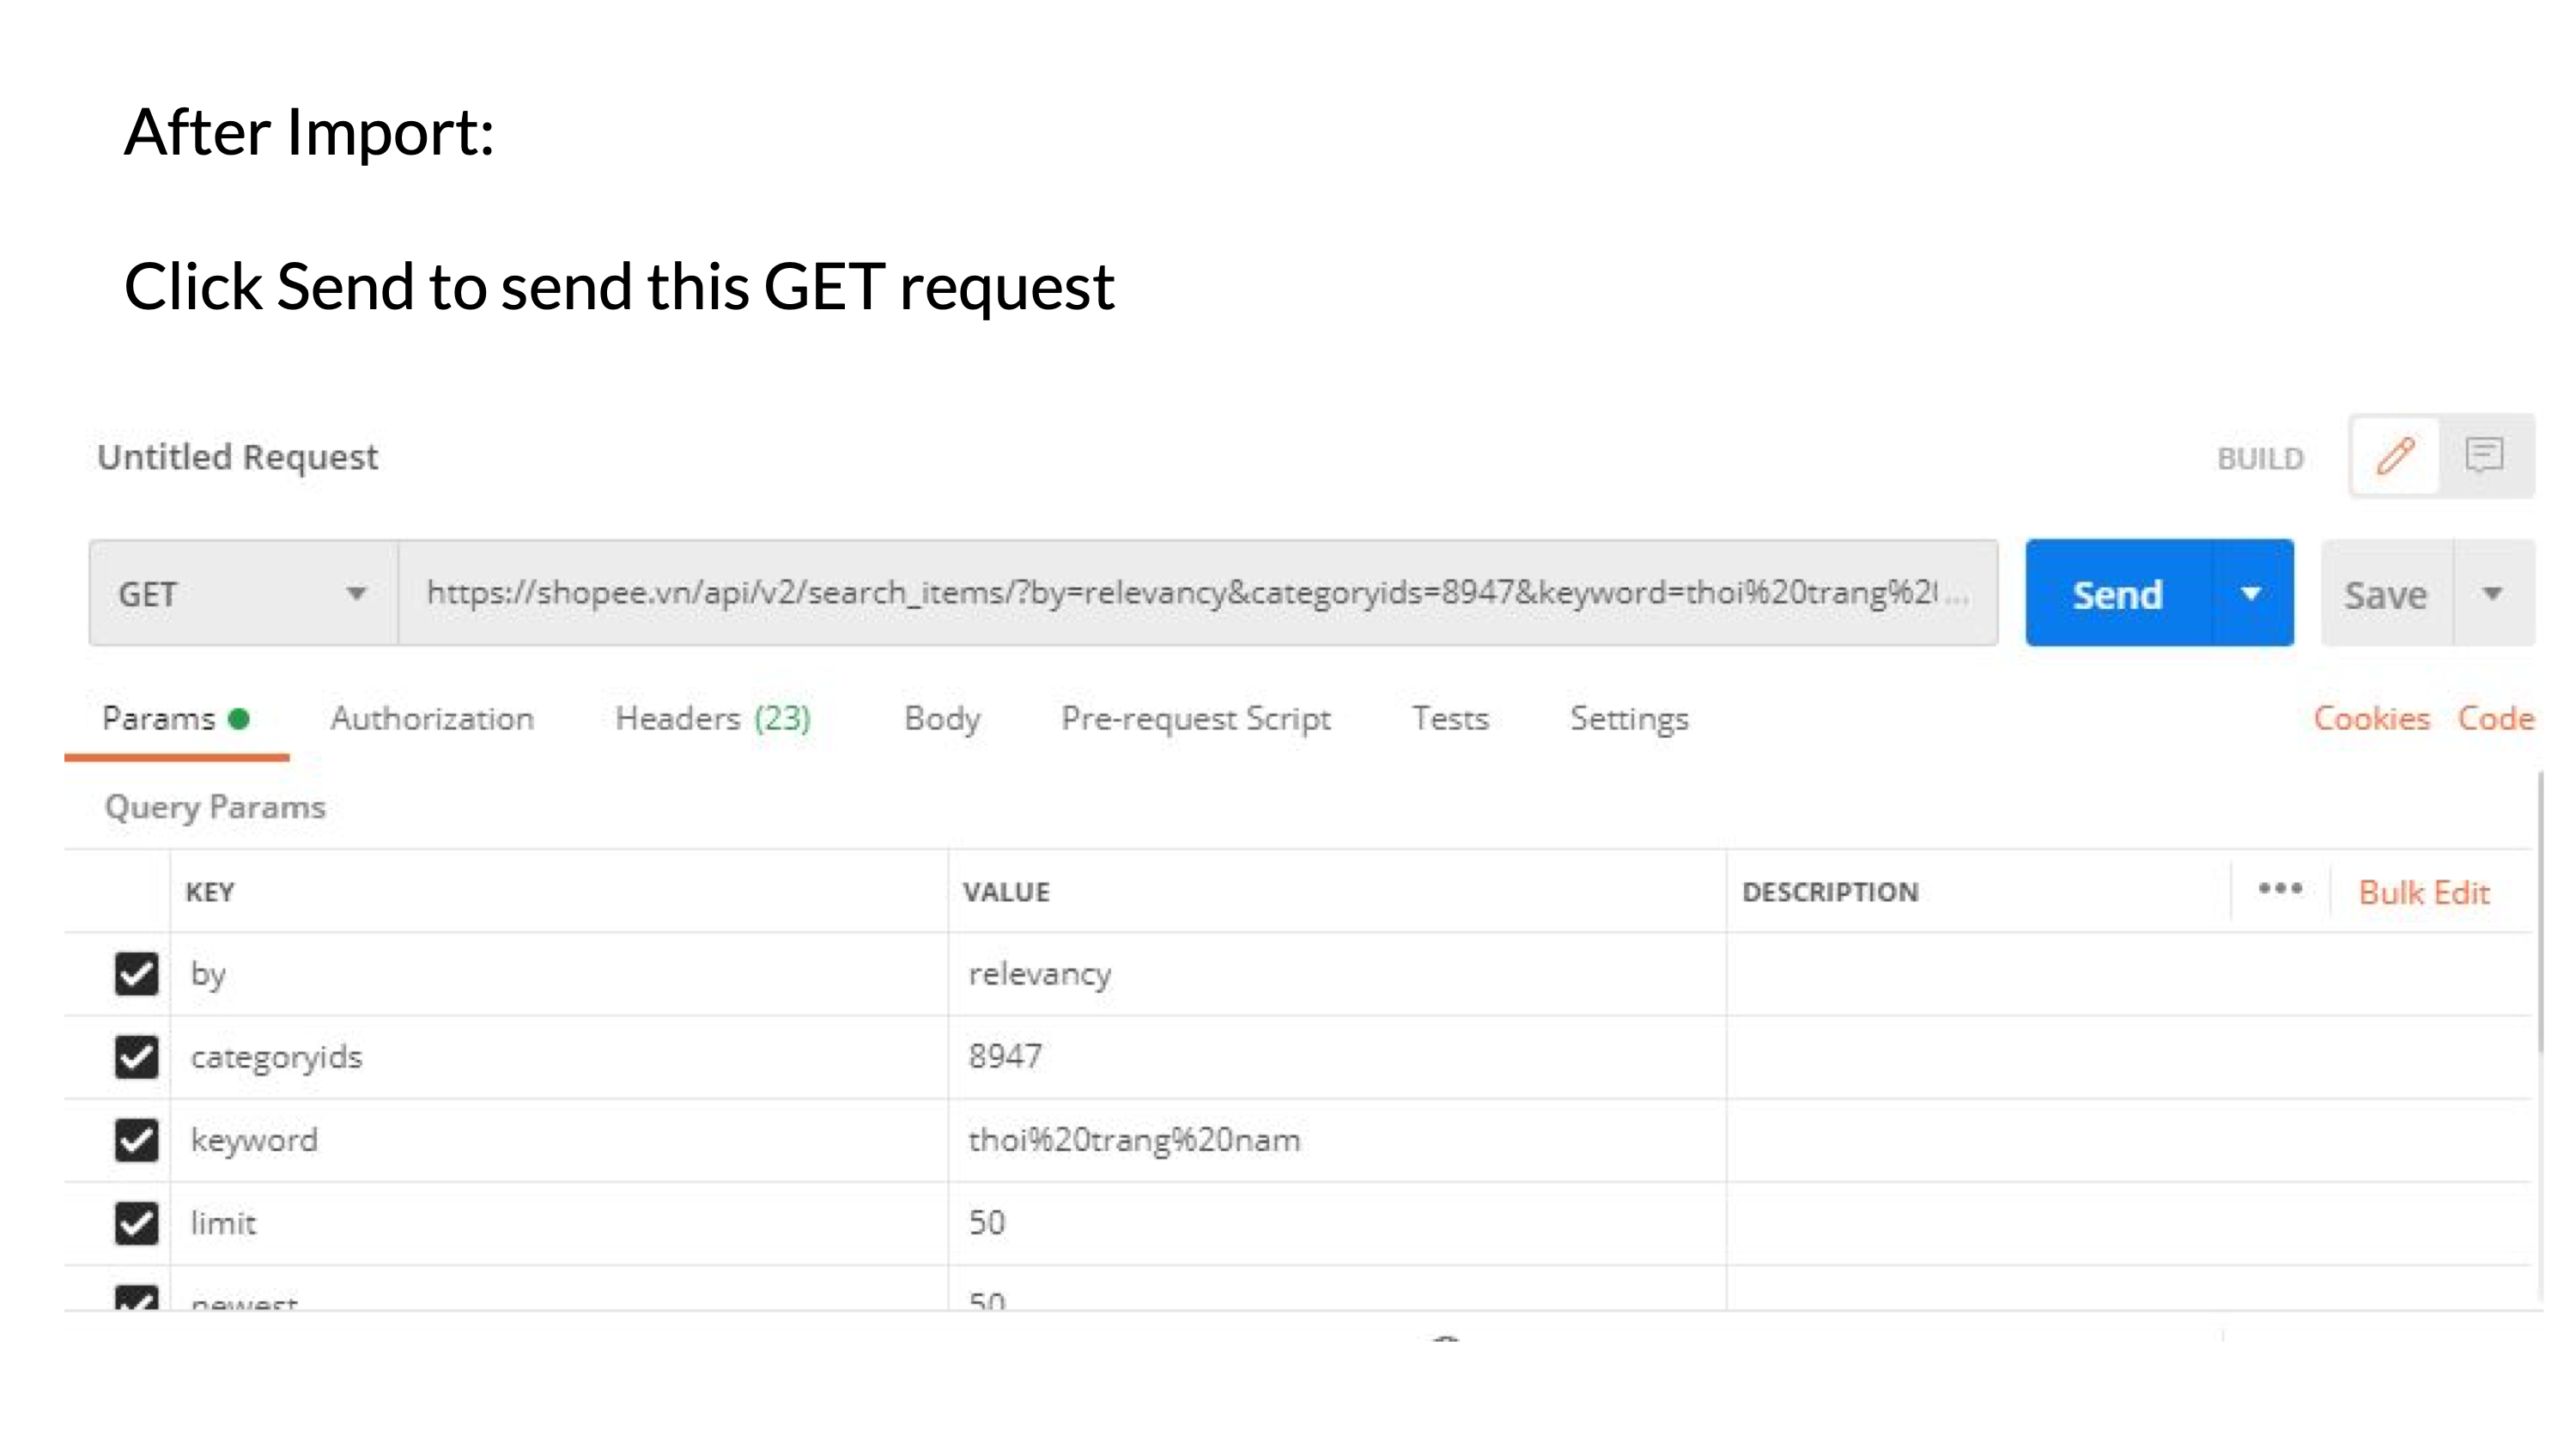 After Import:
Click Send to send this GET request
Untitled Request
BUILD
GET
https://shopee.vn/api/v2/search_items/?by=relevancy&categoryids=8947&keyword=thoi%20trang%2 ...
Send
Save
Params
Authorization
Headers (23)
Body
Pre-request Script
Tests
Settings
Cookies
Code
Query Params
KEY
VALUE
DESCRIPTION
Bulk Edit
by
relevancy
categoryids
8947
keyword
thoi%20trang%20nam
limit
50
newest
50